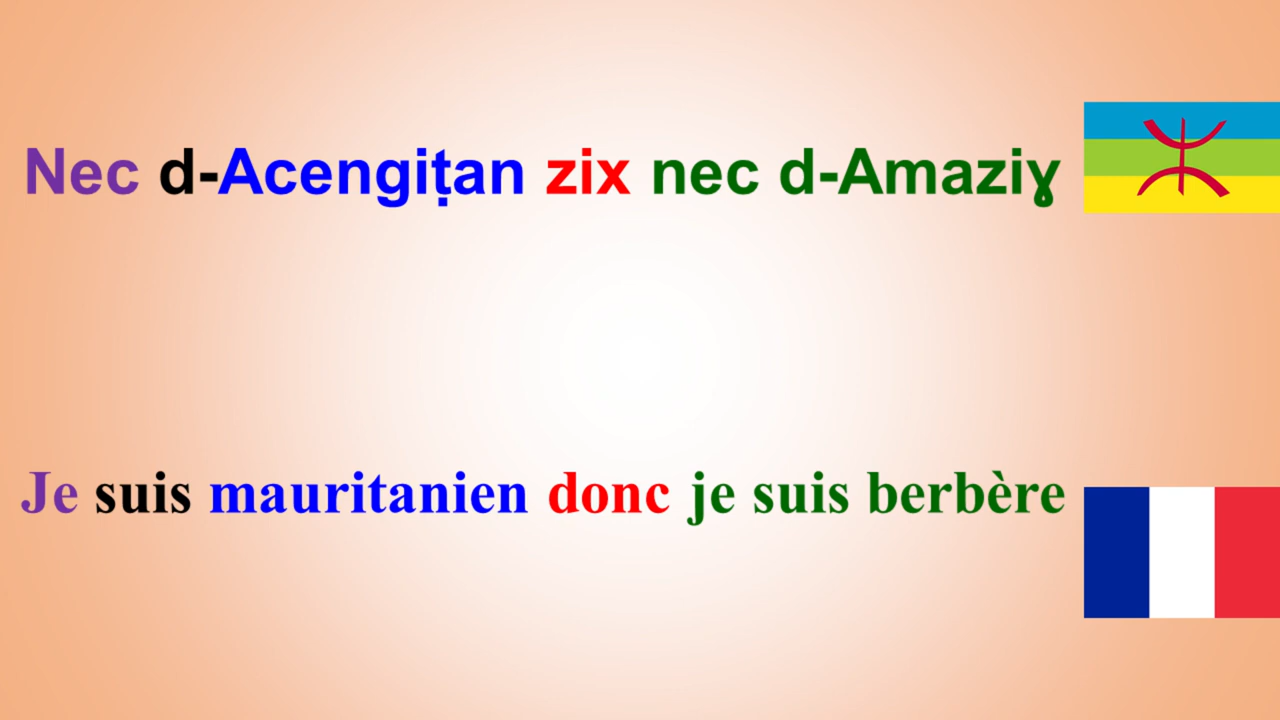 Nec d-Acengiṭan zix nec d-Amaziɣ
Je suis mauritanien donc je suis berbère